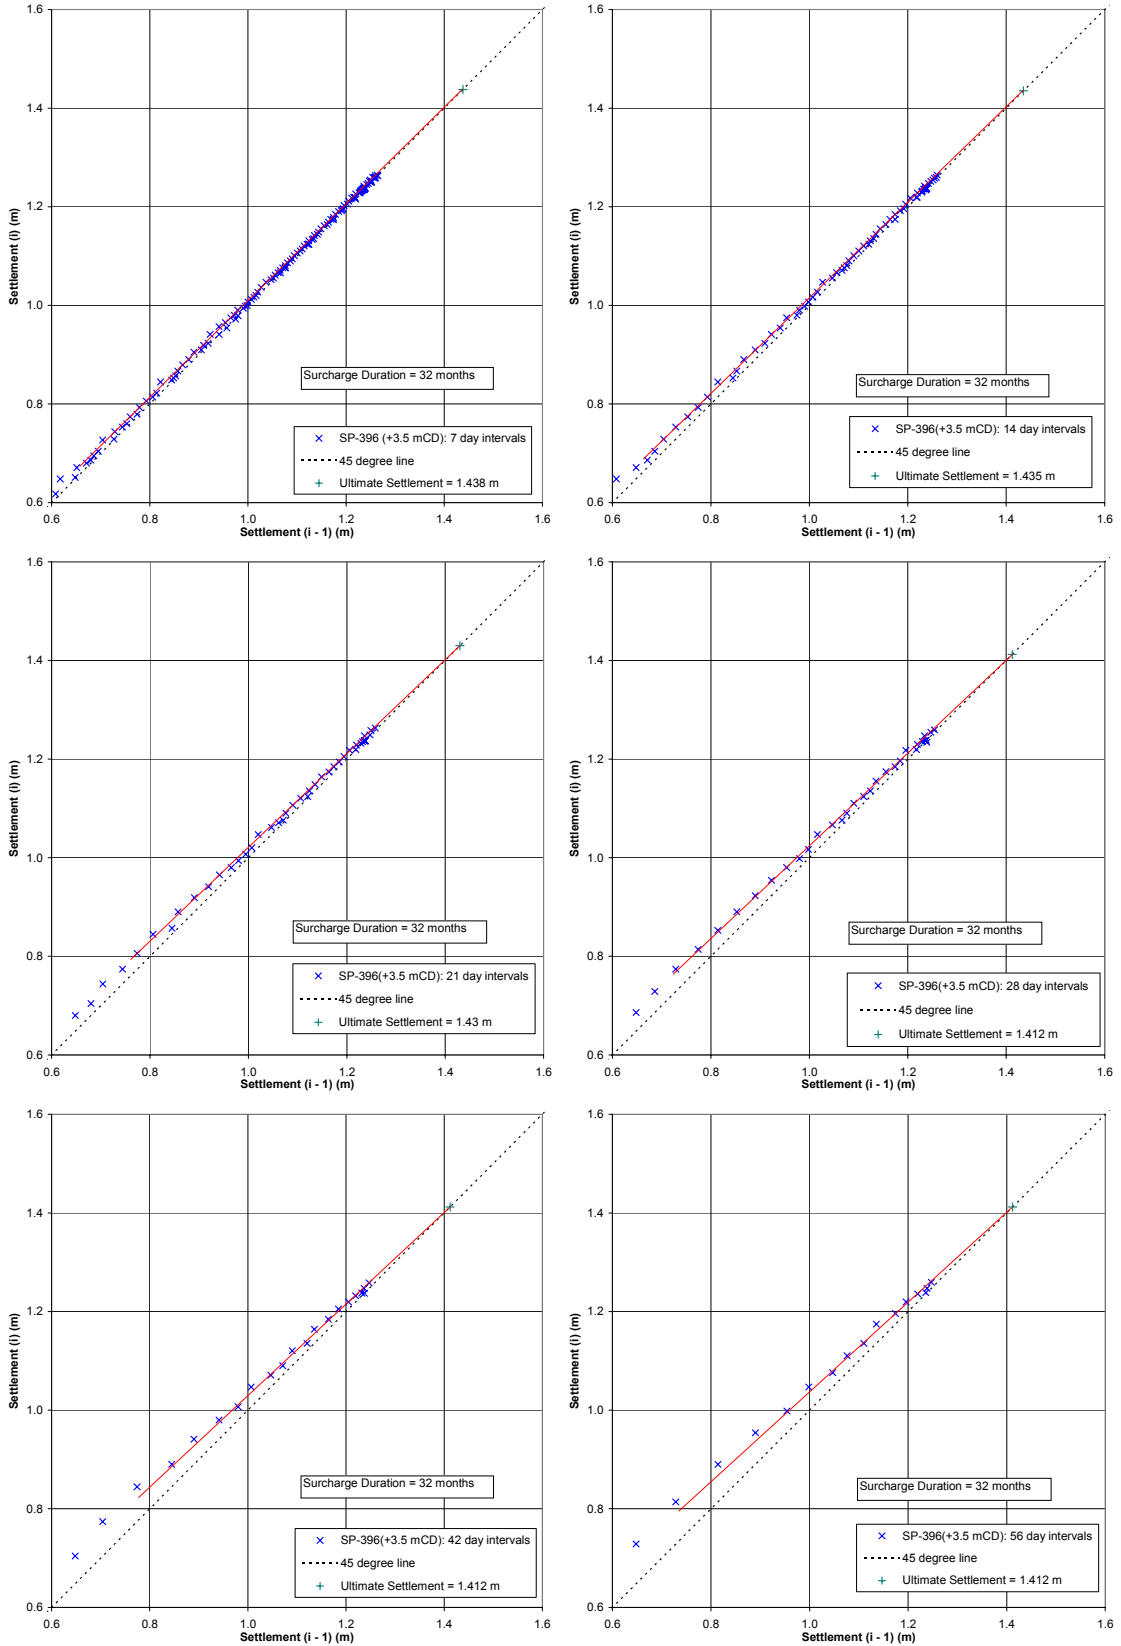 1.6
1.4
1.2
1.0
0.8
0.6
Settlement (i) (m)
Surcharge Duration = 32 months
SP-396 (+3.5 mCD): 7 day intervals
45 degree line
Ultimate Settlement = 1.438 m
0.6 0.8 1.0 1.2 1.4 1.6
Settlement (i - 1) (m)
1.6
1.4
1.2
1.0
0.8
0.6
Settlement (i) (m)
Surcharge Duration = 32 months
SP-396(+3.5 mCD): 14 day intervals
45 degree line
Ultimate Settlement = 1.435 m
0.6 0.8 1.0 1.2 1.4 1.6
Settlement (i - 1) (m)
1.6
1.4
1.2
1.0
0.8
0.6
Settlement (i) (m)
Surcharge Duration = 32 months
SP-396(+3.5 mCD): 21 day intervals
45 degree line
Ultimate Settlement = 1.43 m
0.6 0.8 1.0 1.2 1.4 1.6
Settlement (i - 1) (m)
1.6
1.4
1.2
1.0
0.8
0.6
Settlement (i) (m)
Surcharge Duration = 32 months
SP-396(+3.5 mCD): 28 day intervals
45 degree line
Ultimate Settlement = 1.412 m
0.6 0.8 1.0 1.2 1.4 1.6
Settlement (i - 1) (m)
1.6
1.4
1.2
1.0
0.8
0.6
Settlement (i) (m)
Surcharge Duration = 32 months
SP-396(+3.5 mCD): 42 day intervals
45 degree line
Ultimate Settlement = 1.412 m
0.6 0.8 1.0 1.2 1.4 1.6
Settlement (i - 1) (m)
1.6
1.4
1.2
1.0
0.8
0.6
Settlement (i) (m)
Surcharge Duration = 32 months
SP-396(+3.5 mCD): 56 day intervals
45 degree line
Ultimate Settlement = 1.412 m
0.6 0.8 1.0 1.2 1.4 1.6
Settlement (i - 1) (m)